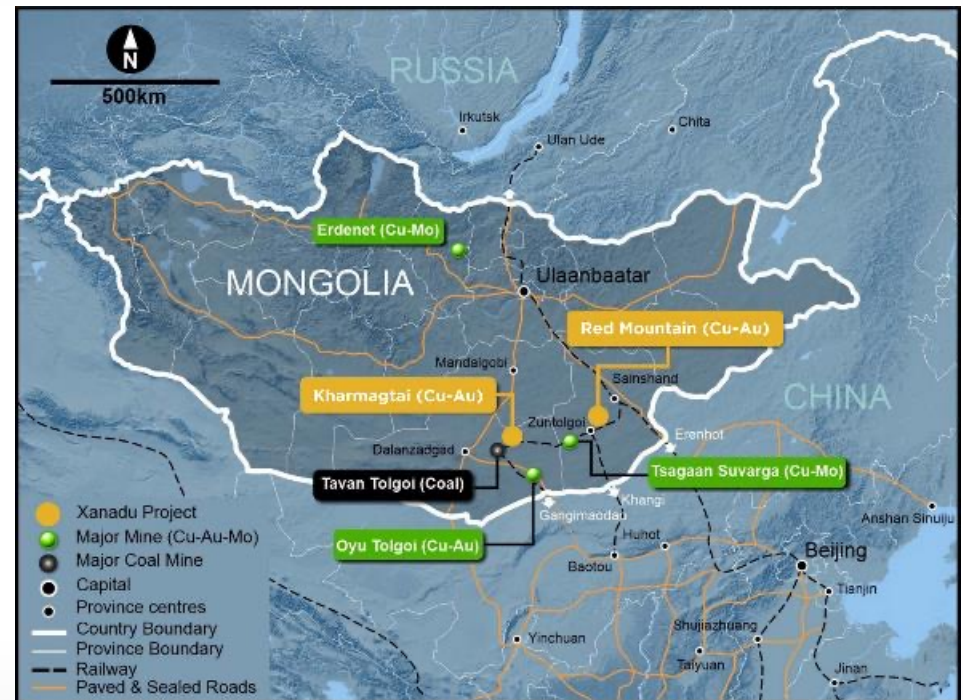 N
500km
RUSSIA
Irkutsk
Chita
Ulan Ude
Erdenet (Cu-Mo)
MONGOLIA
Ulaanbaatar
Red Mountain (Cu-Au)
Mandalgobi
Sainshand
Kharmagtai (Cu-Au)
CHINA
Zuntolgoi
Erenhot
Dalanzadgad
Tsagaan Suvarga (Cu-Mo)
Tavan Tolgoi (Coal)
Khangi
Gangimaodao
Anshan Sinuiju
Oyu Tolgoi (Cu-Au)
Huhot
Baotou
Beijing
Tianjin
Shujiazhuang
Yinchuan
Taiyuan
Jinan
Xanadu Project
Major Mine (Cu-Au-Mo)
Major Coal Mine
Capital
Province centres
Country Boundary
Province Boundary
Railway
Paved & Sealed Roads